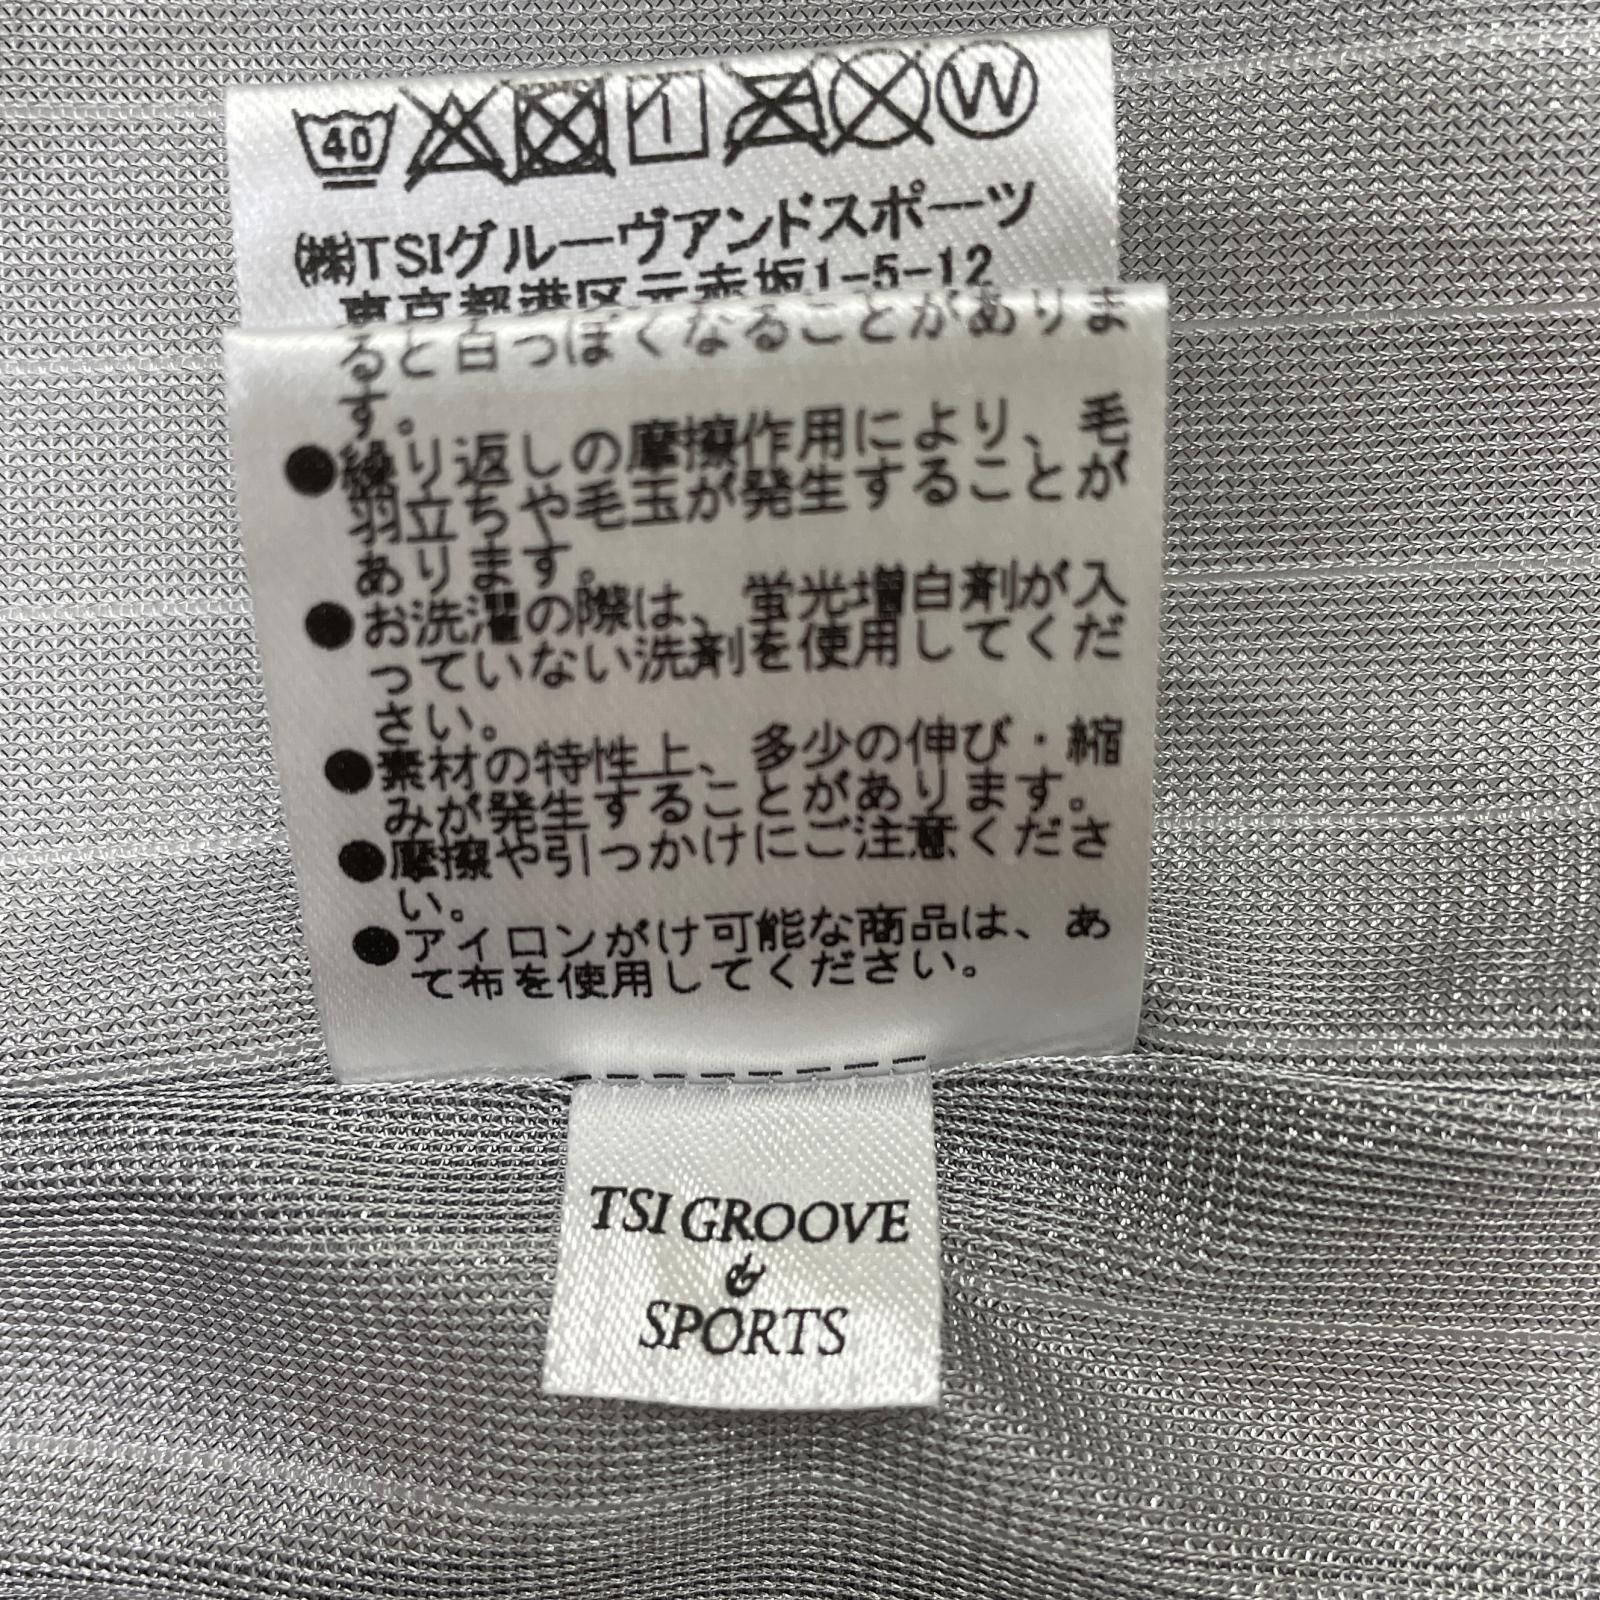 40
W
(株)TSIグルーヴアンドスポーツ
東京都港区元赤坂1-5-12
ると白っぽくなることがありま
す。
●繰り返しの摩擦作用により、毛
羽立ちや毛玉が発生することが
あります。
●お洗濯の際は、蛍光増白剤が入
っていない洗剤を使用してくだ
さい。
●素材の特性上、多少の伸び・縮
みが発生することがあります。
●摩擦や引っかけにご注意くださ
い。
●アイロンがけ可能な商品は、あ
て布を使用してください。
TSI GROOVE
&
SPORTS